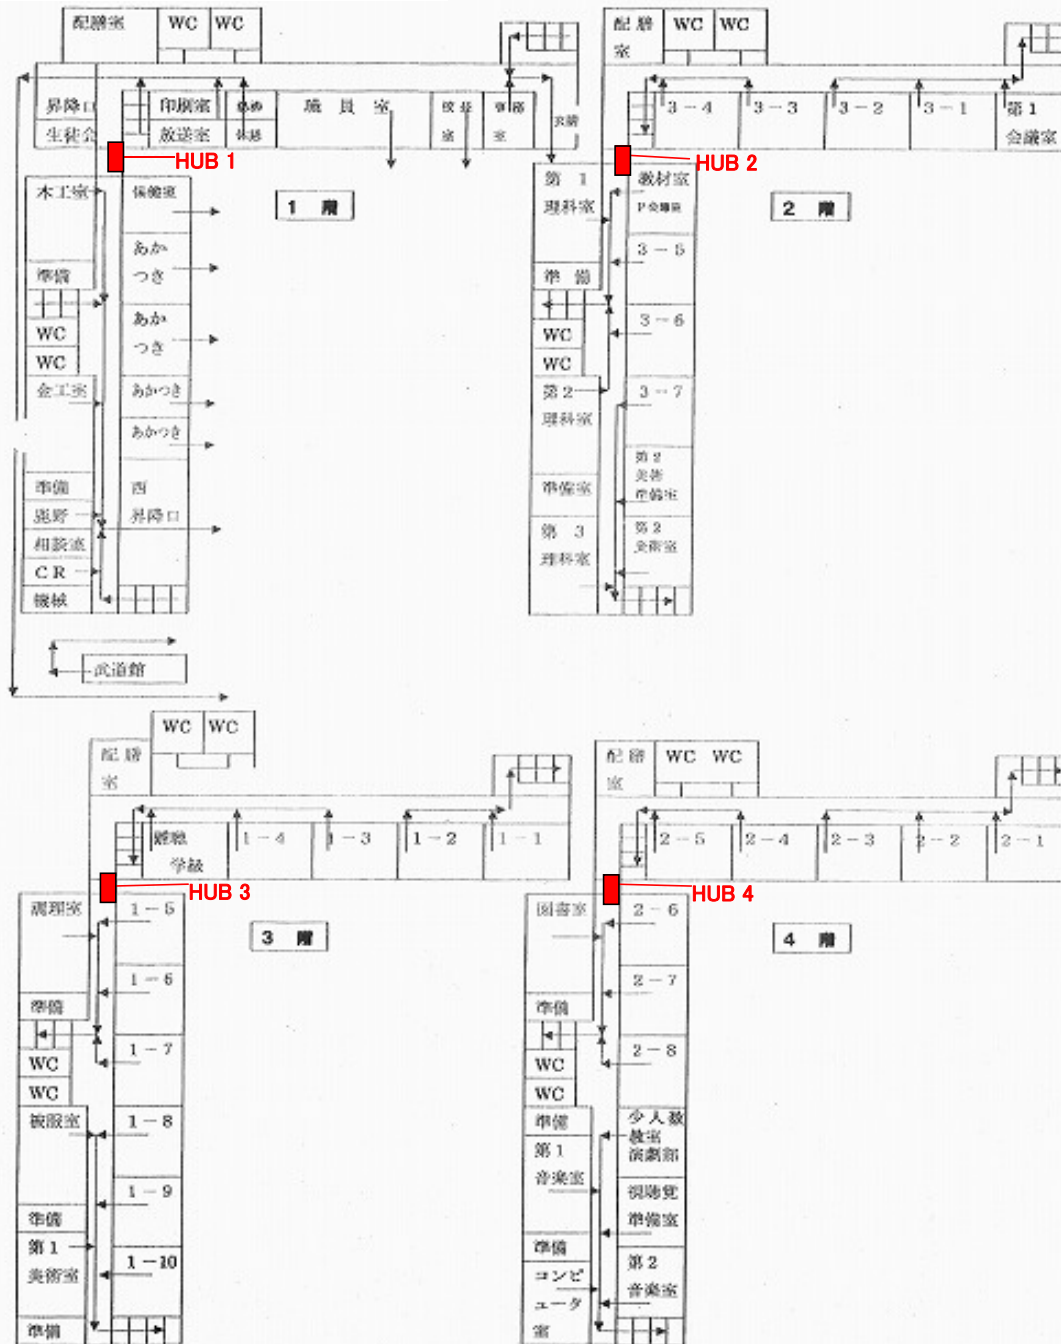 配膳室
WC
WC
昇降口
生徒会
印刷室
放送室
職員室
校長
室
事務
室
HUB 1
木工室
準備
WC
WC
金工室
準備
鹿野
相談室
CR
機械
保健室
あか
つき
あか
つき
あかつき
あかつき
西
昇降口
1 階
武道館
配膳
室
WC
WC
3-4
3-3
3-2
3-1
第1
会議室
HUB 2
第1
理科室
準備
WC
WC
第2
理科室
準備室
第3
理科室
教材室
P会議室
3-5
3-6
3-7
第2
美術
準備室
第2
美術室
2 階
WC
WC
配膳
室
難聴
学級
1-4
1-3
1-2
1-1
HUB 3
調理室
準備
WC
WC
被服室
準備
第1
美術室
準備
1-5
1-6
1-7
1-8
1-9
1-10
3 階
配膳
室
WC
WC
2-5
2-4
2-3
2-2
2-1
HUB 4
図書室
準備
WC
WC
準備
第1
音楽室
準備
コンピ
ュータ
室
2-6
2-7
2-8
少人数
教室
演劇部
視聴覚
準備室
第2
音楽室
4 階